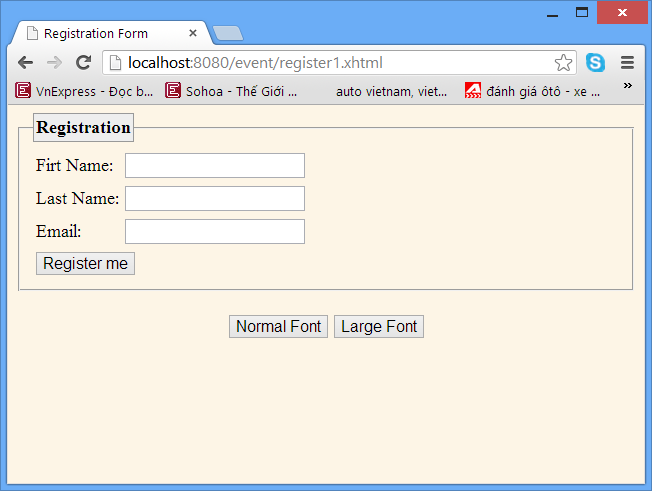 Registration Form
localhost:8080/event/register1.xhtml
VnExpress - Đọc b... Sohoa - Thế Giới ... auto vietnam, viet... đánh giá ôtô - xe ... »
Registration
Firt Name:
Last Name:
Email:
Register me
Normal Font Large Font